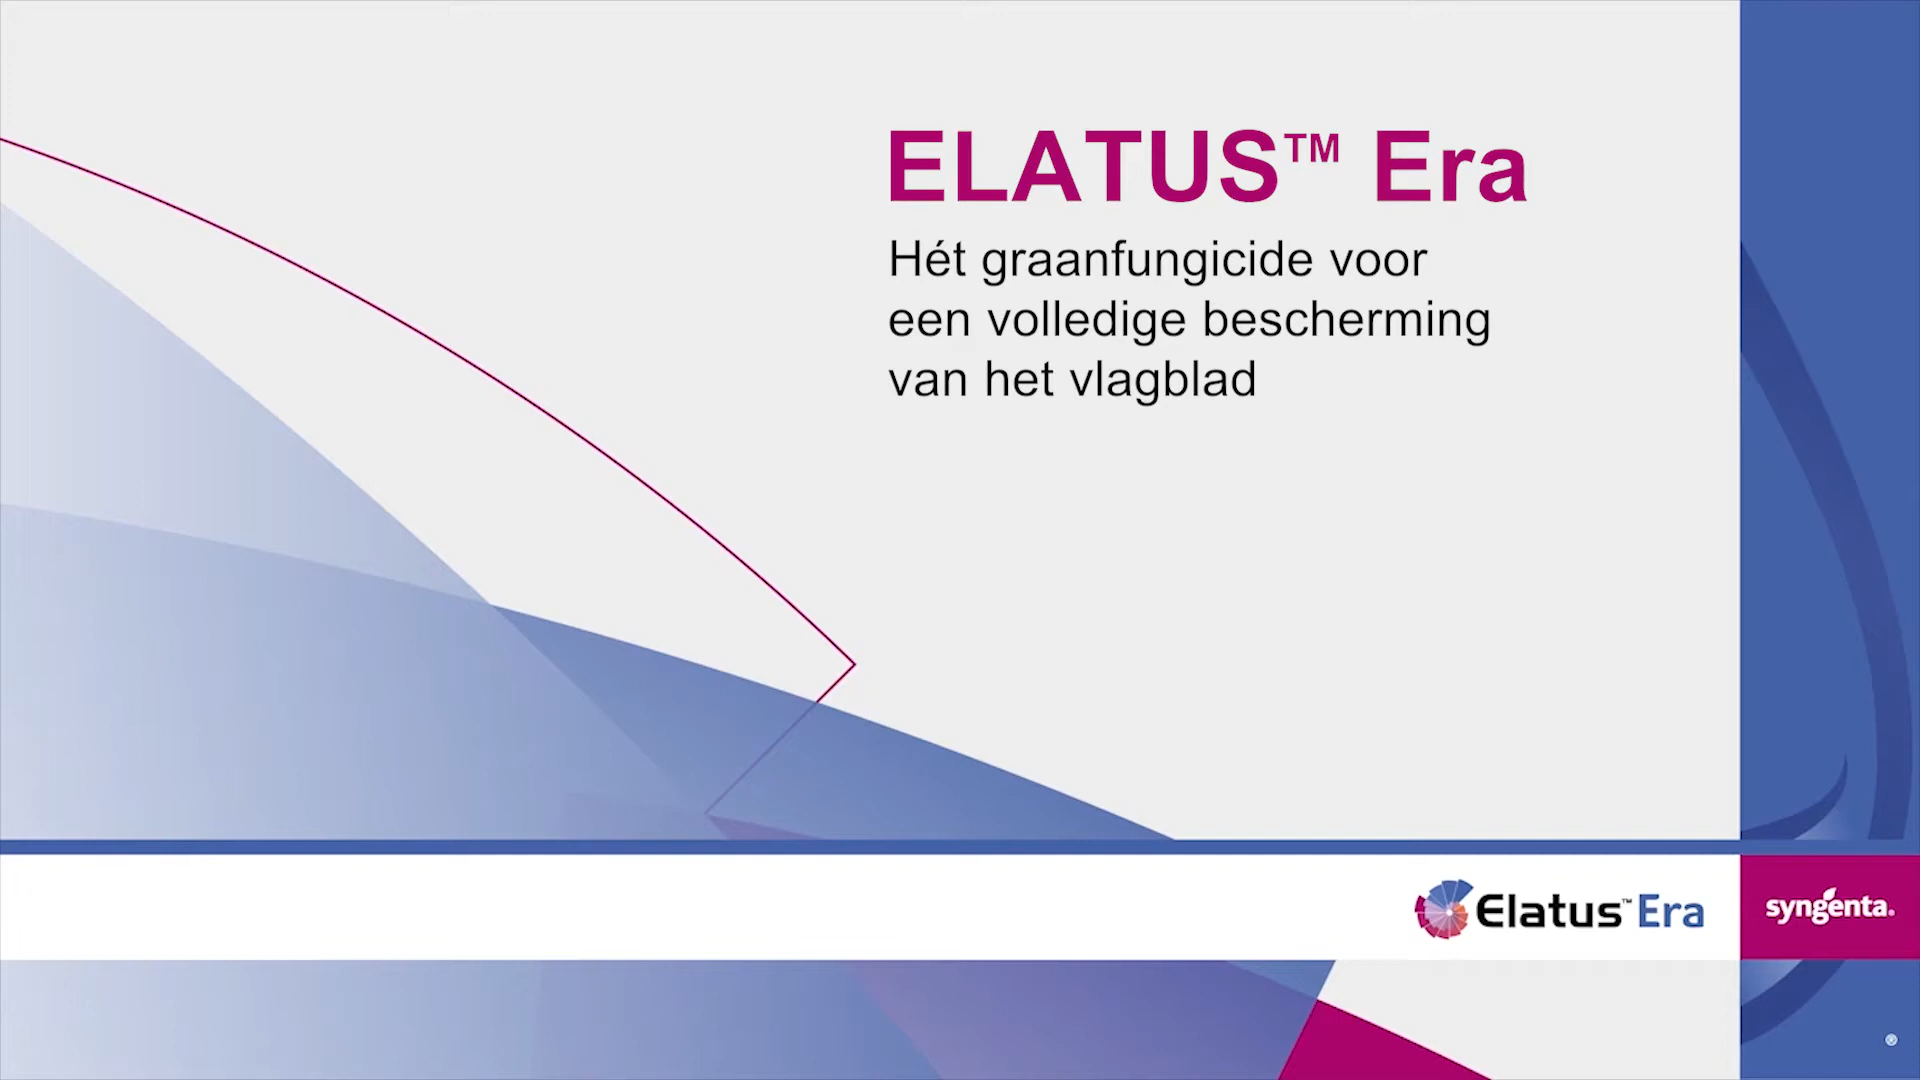 ELATUS™ Era
Hét graanfungicide voor
een volledige bescherming
van het vlagblad
Elatus™ Era
syngenta.
®